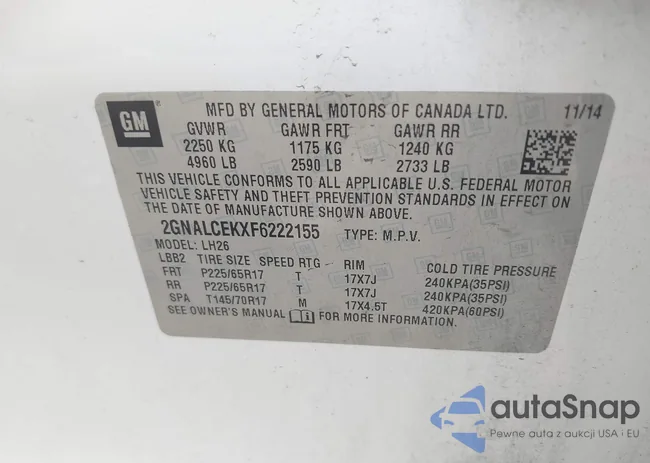 GM
MFD BY GENERAL MOTORS OF CANADA LTD. 11/14
GVWR GAWR FRT GAWR RR
2250 KG 1175 KG 1240 KG
4960 LB 2590 LB 2733 LB
THIS VEHICLE CONFORMS TO ALL APPLICABLE U.S. FEDERAL MOTOR
VEHICLE SAFETY AND THEFT PREVENTION STANDARDS IN EFFECT ON
THE DATE OF MANUFACTURE SHOWN ABOVE.
2GNALCEKXF6222155 TYPE: M.P.V.
MODEL: LH26
LBB2 TIRE SIZE SPEED RTG RIM COLD TIRE PRESSURE
FRT P225/65R17 T 17X7J 240KPA(35PSI)
RR P225/65R17 T 17X7J 240KPA(35PSI)
SPA T145/70R17 M 17X4.5T 420KPA(60PSI)
SEE OWNER'S MANUAL FOR MORE INFORMATION.
autaSnap
Pewne auta z aukcji USA i EU